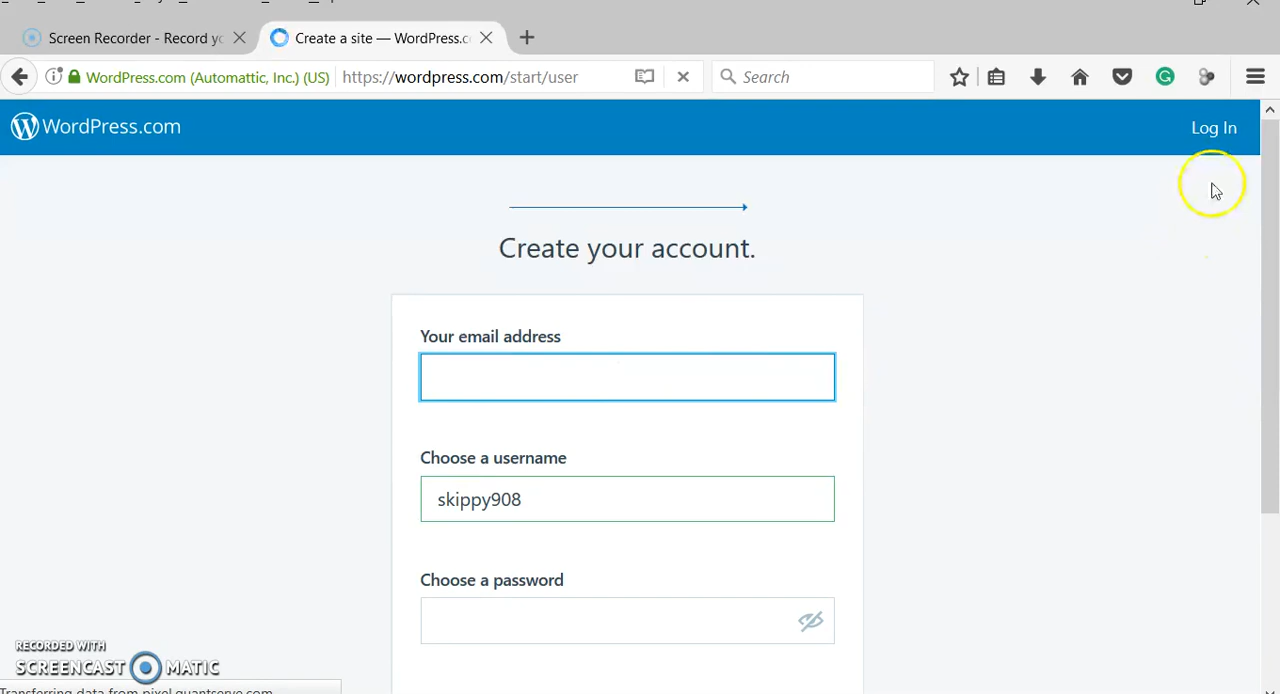 Screen Recorder - Record yo
Create a site — WordPress.c
WordPress.com (Automattic, Inc.) (US)
https://wordpress.com/start/user
Search
WordPress.com
Log In
Create your account.
Your email address
Choose a username
skippy908
Choose a password
RECORDED WITH
SCREENCAST MATIC
Transferring data from pixel.quantserve.com